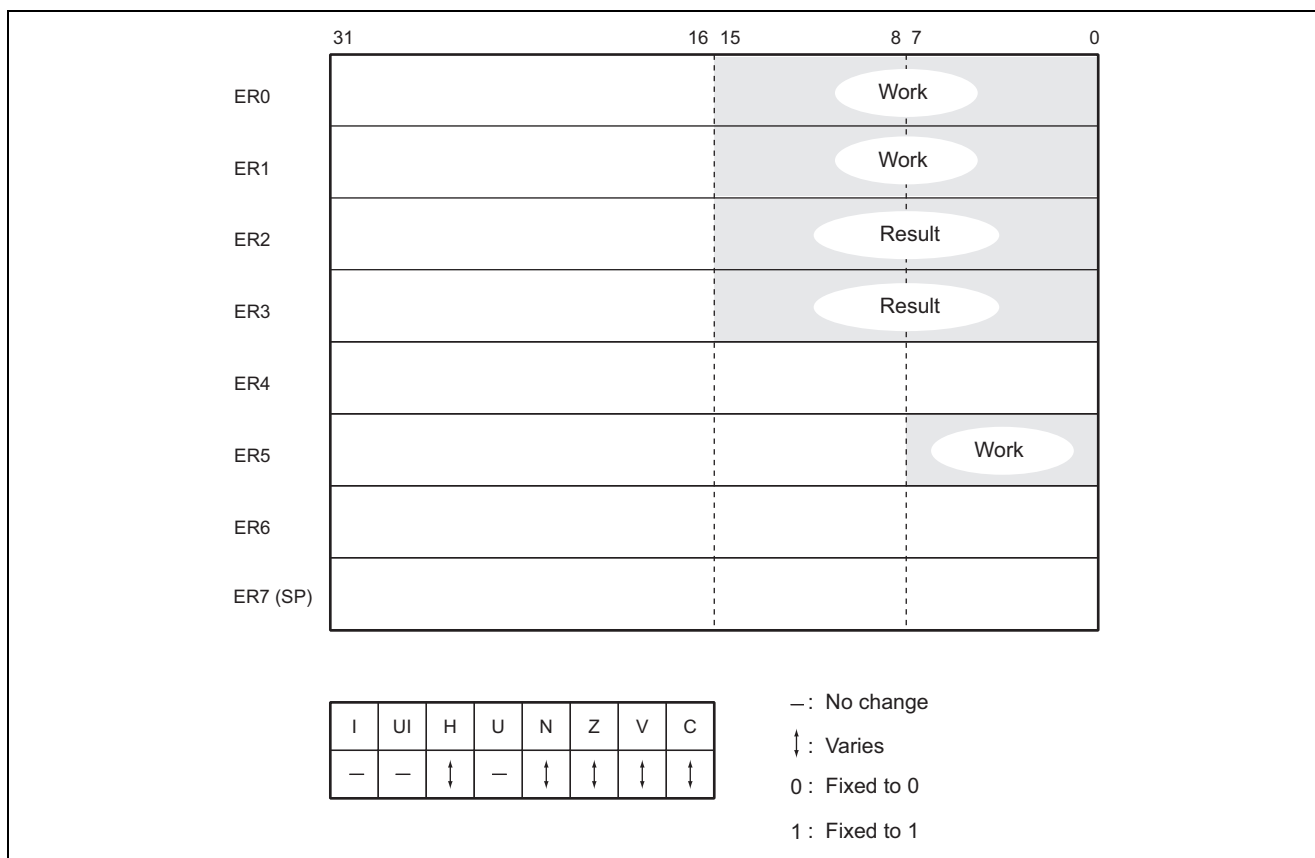 31 16 15 8 7 0
ER0 Work
ER1 Work
ER2 Result
ER3 Result
ER4
ER5 Work
ER6
ER7 (SP)
I UI H U N Z V C
– – ↕ – ↕ ↕ ↕ ↕
–: No change
↕: Varies
0: Fixed to 0
1: Fixed to 1